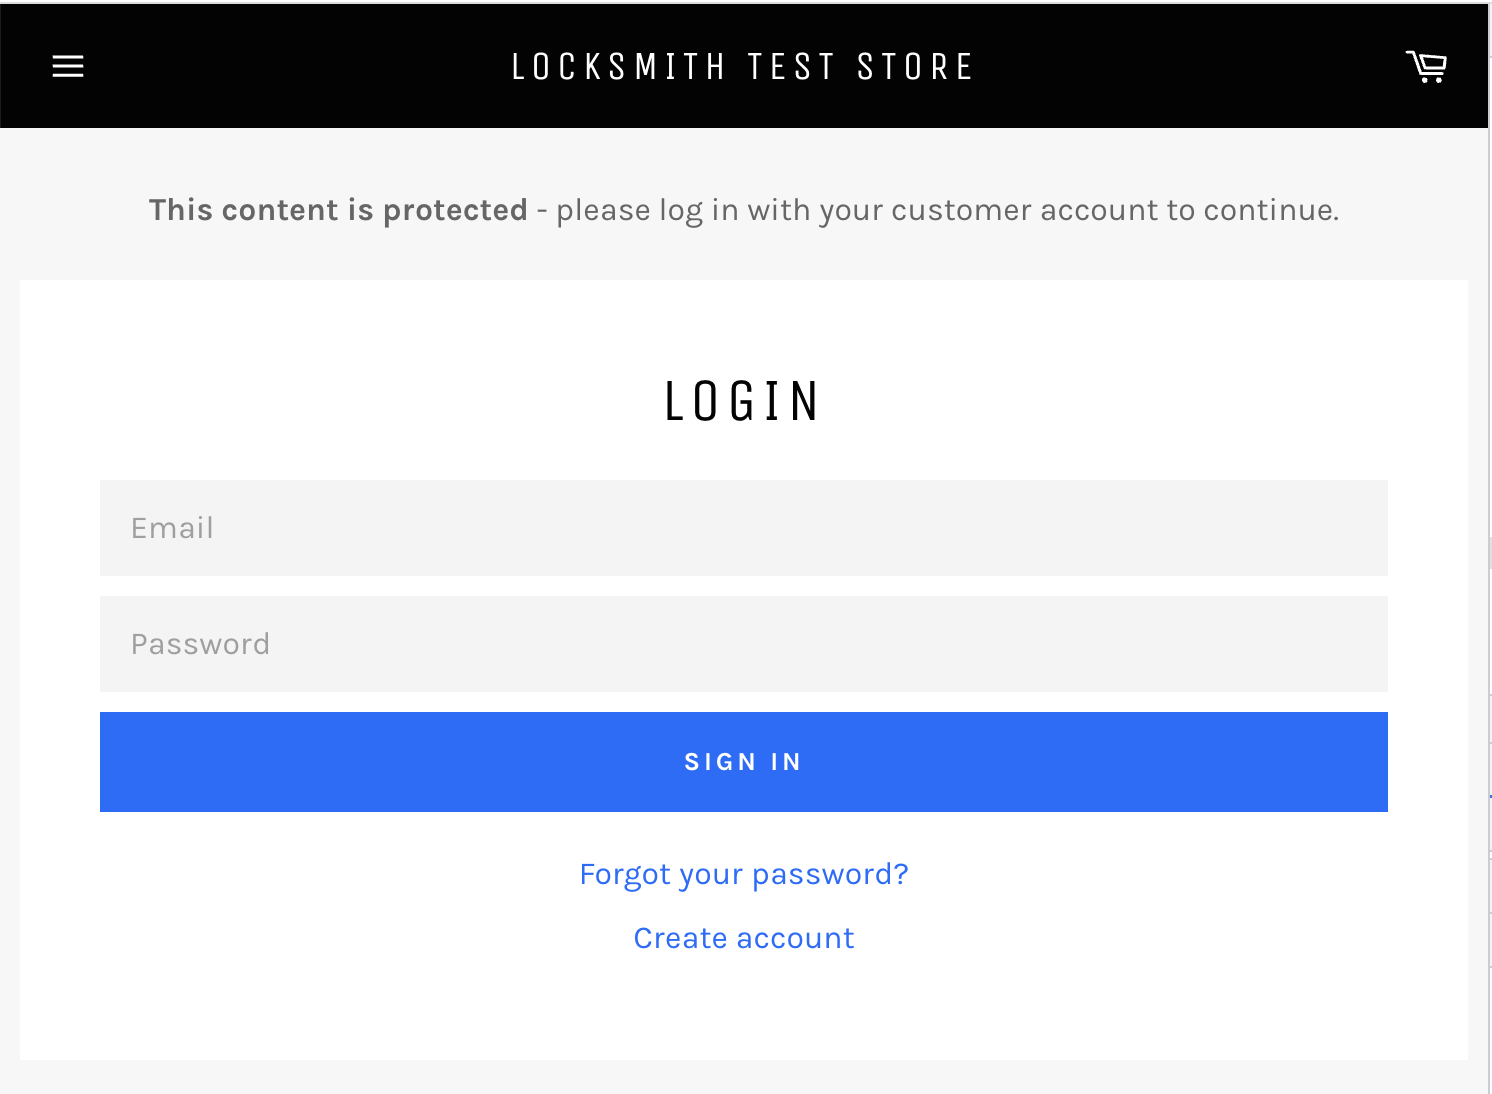 LOCKSMITH TEST STORE
This content is protected - please log in with your customer account to continue.
LOGIN
Email
Password
SIGN IN
Forgot your password?
Create account